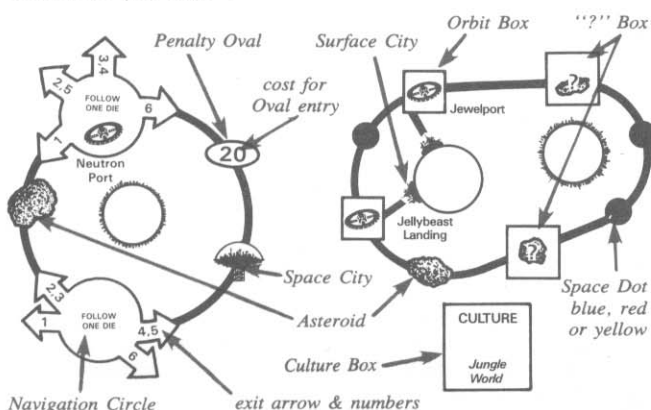 Penalty Oval
Surface City
Orbit Box
"?" Box
3,4
2,5
FOLLOW
ONE DIE
6
1
cost for
Oval entry
Neutron
Port
20
Jewelport
?
Jellybeast
Landing
?
Space City
Asteroid
Space Dot
blue, red
or yellow
2,3
1
FOLLOW
ONE DIE
4,5
6
CULTURE
Jungle
World
Culture Box
Navigation Circle
exit arrow & numbers